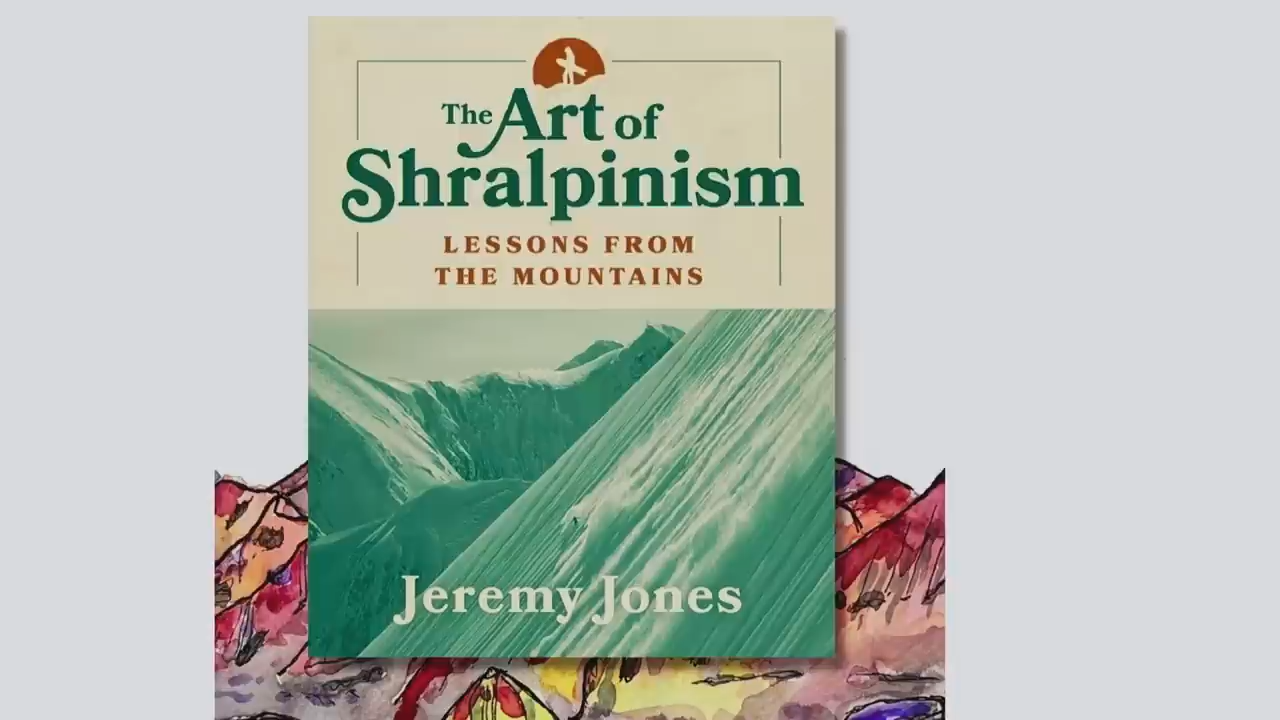 The Art of
Shralpinism
LESSONS FROM
THE MOUNTAINS
Jeremy Jones